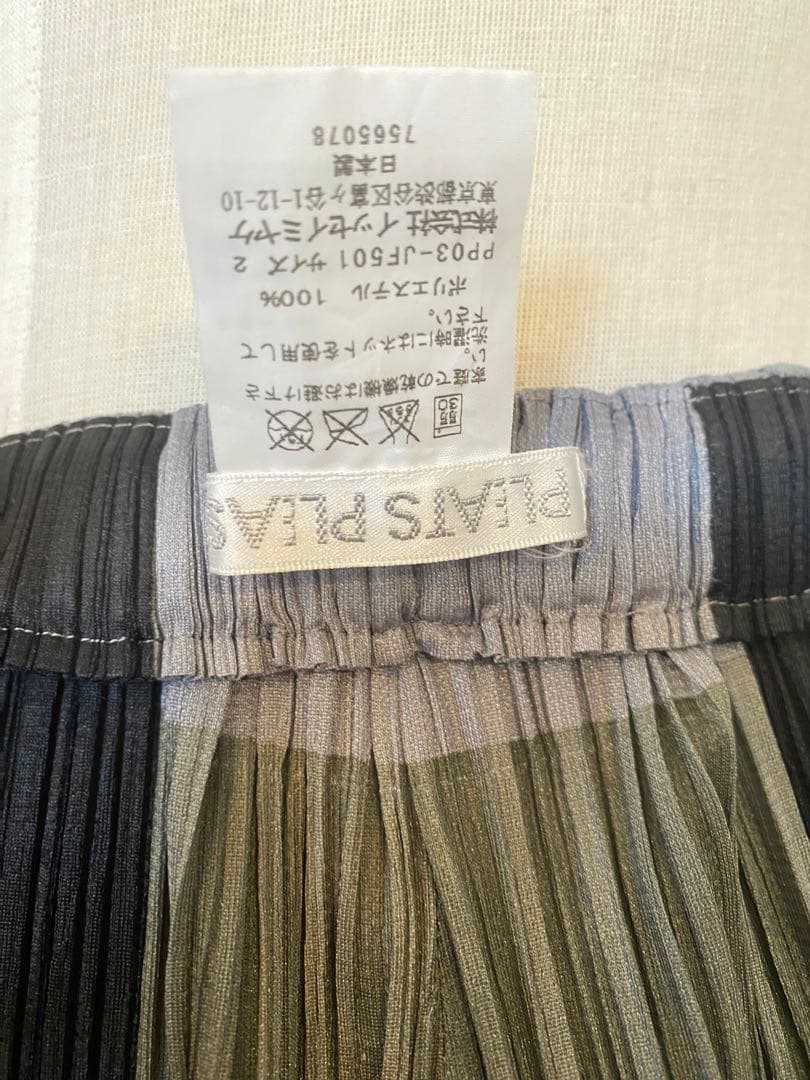 PLEATS PLEAS
家庭での乾燥機はお避け下さ
い。
洗濯時にはネットを使用して
下さい。
ポリエステル 100%
PP03-JF501 サイズ 2
株式会社 イッセイミヤケ
東京都渋谷区富ヶ谷1-12-10
日本製
7565078